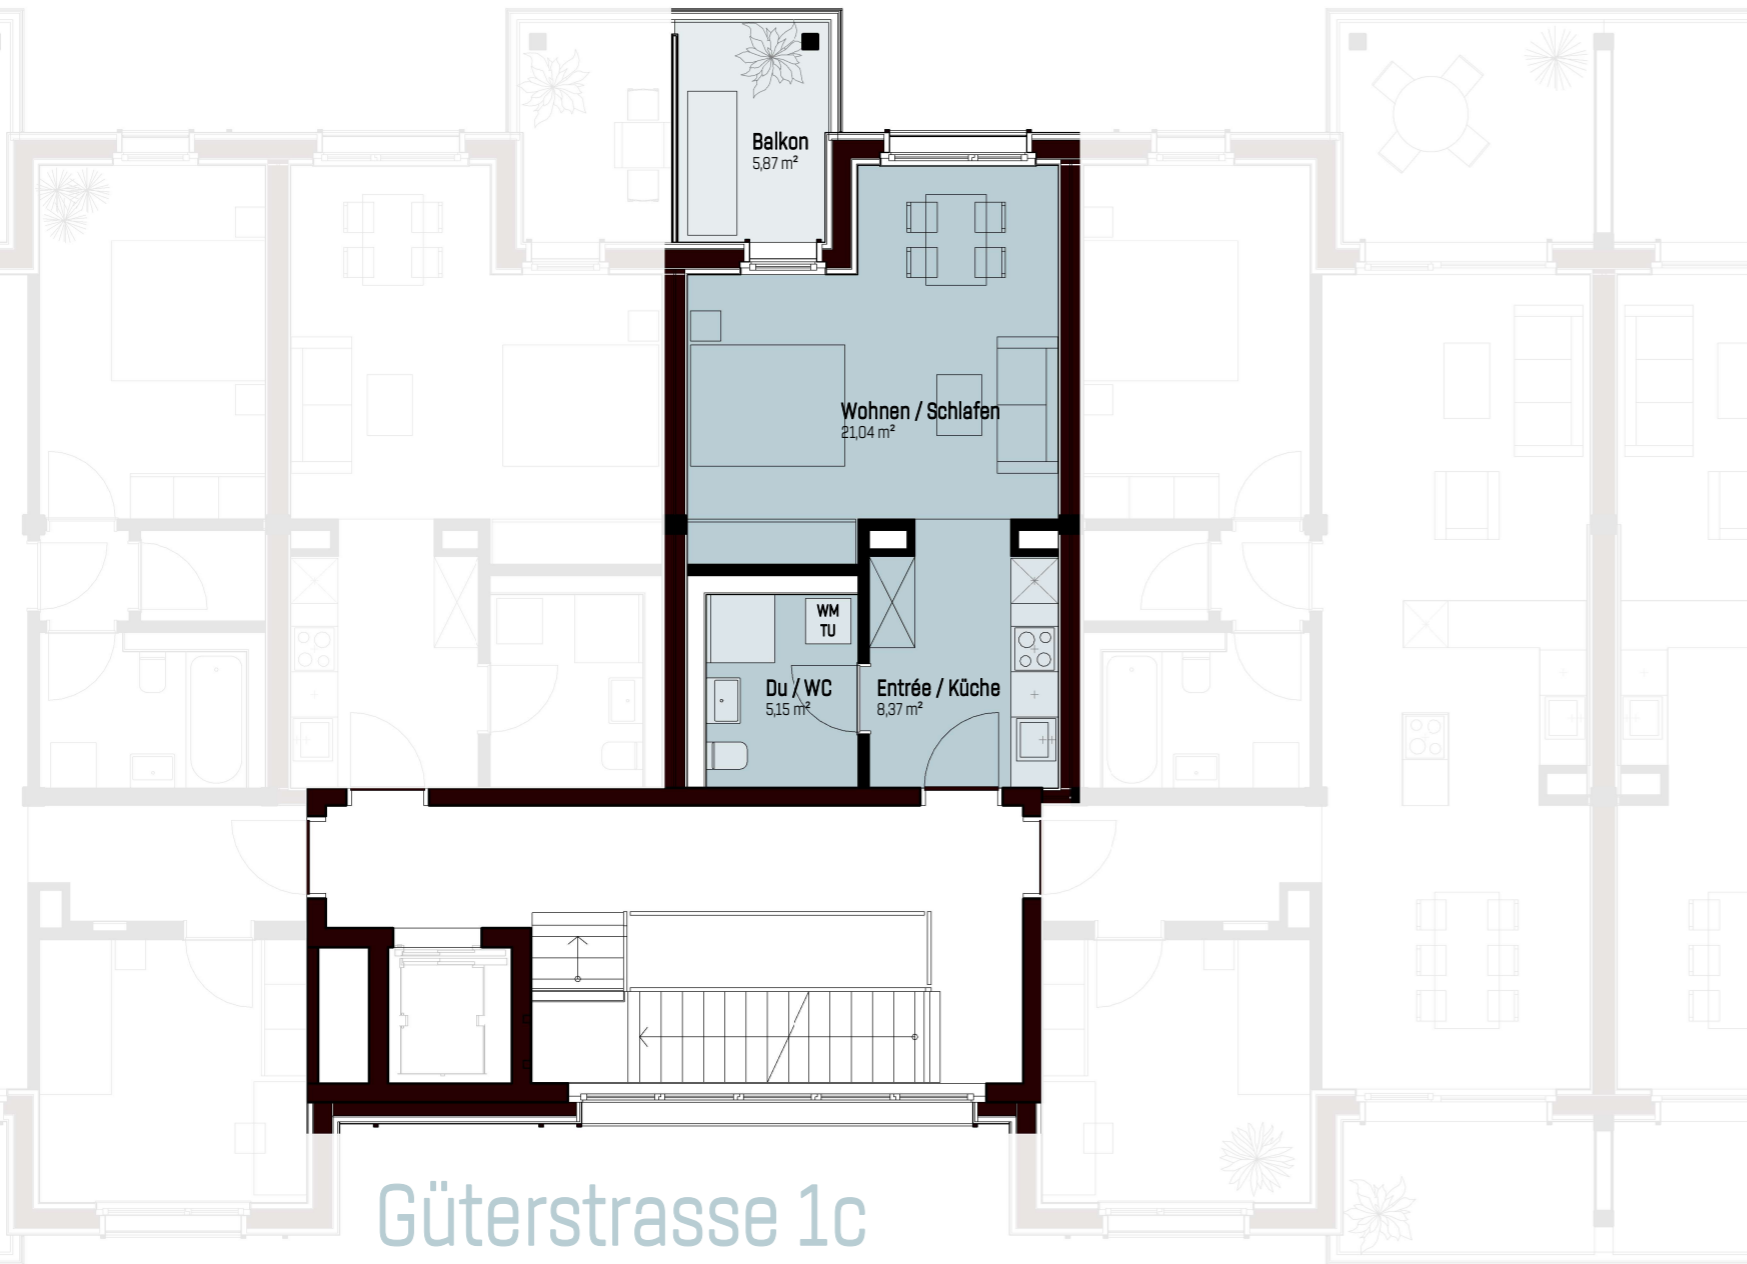 Balkon
5,87 m²
Wohnen / Schlafen
21,04 m²
WM
TU
Du / WC
5,15 m²
Entrée / Küche
8,37 m²
Güterstrasse 1c